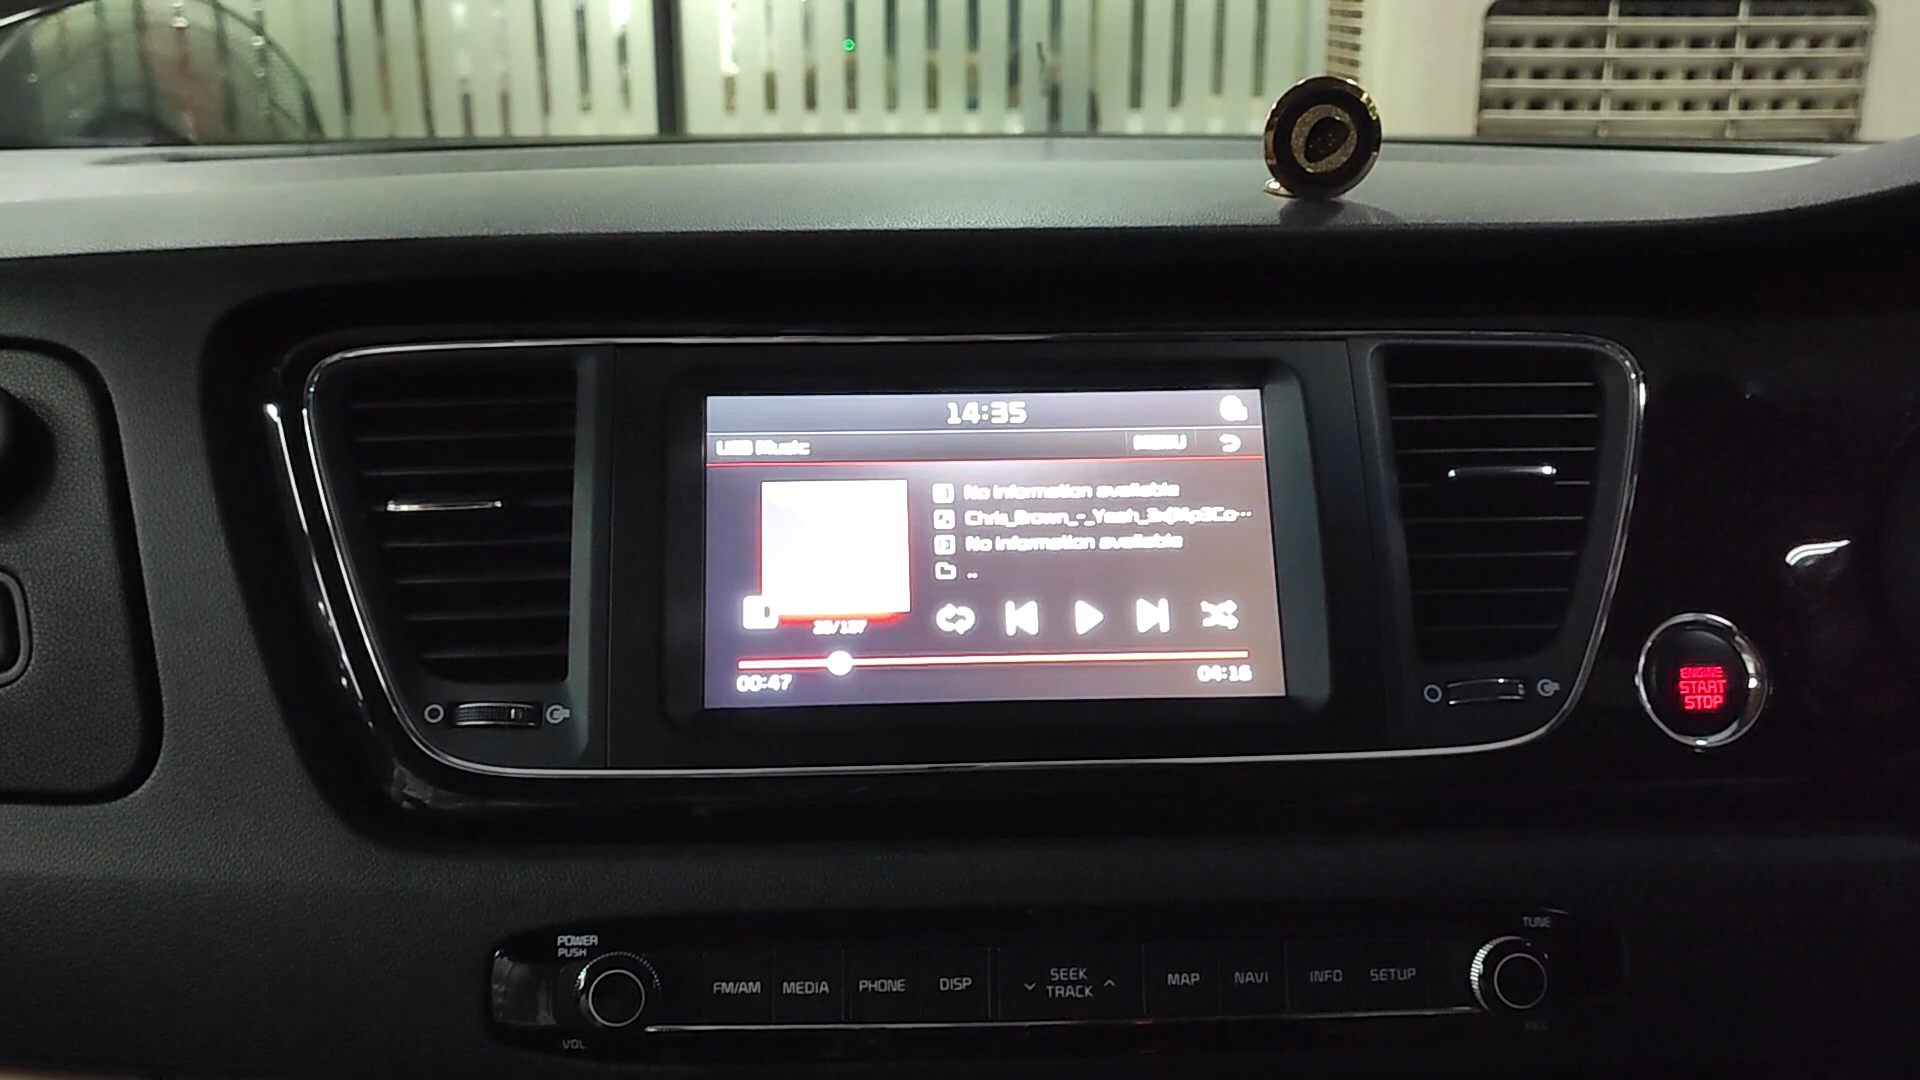 14:35
USB Music MENU
No information available
Chris_Brown_-_Yeah_3x(Mp3Co...
No information available
..
00:47 04:16
ENGINE
START
STOP
POWER
PUSH
VOL
FM/AM MEDIA PHONE DISP SEEK TRACK MAP NAVI INFO SETUP
TUNE